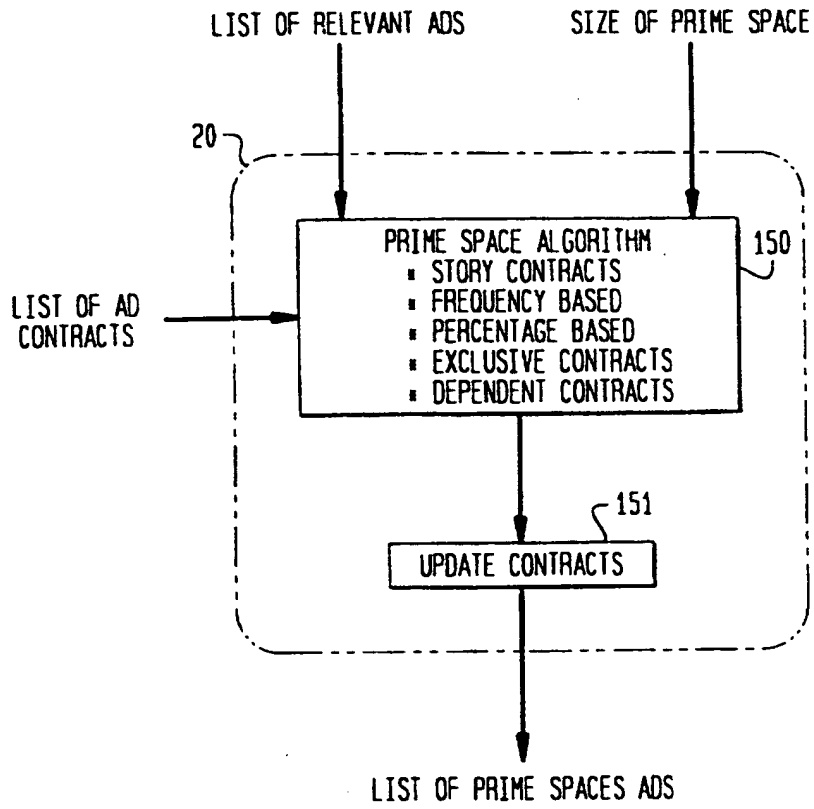 LIST OF RELEVANT ADS
SIZE OF PRIME SPACE
20
PRIME SPACE ALGORITHM
150
* STORY CONTRACTS
* FREQUENCY BASED
* PERCENTAGE BASED
* EXCLUSIVE CONTRACTS
* DEPENDENT CONTRACTS
LIST OF AD
CONTRACTS
151
UPDATE CONTRACTS
LIST OF PRIME SPACES ADS